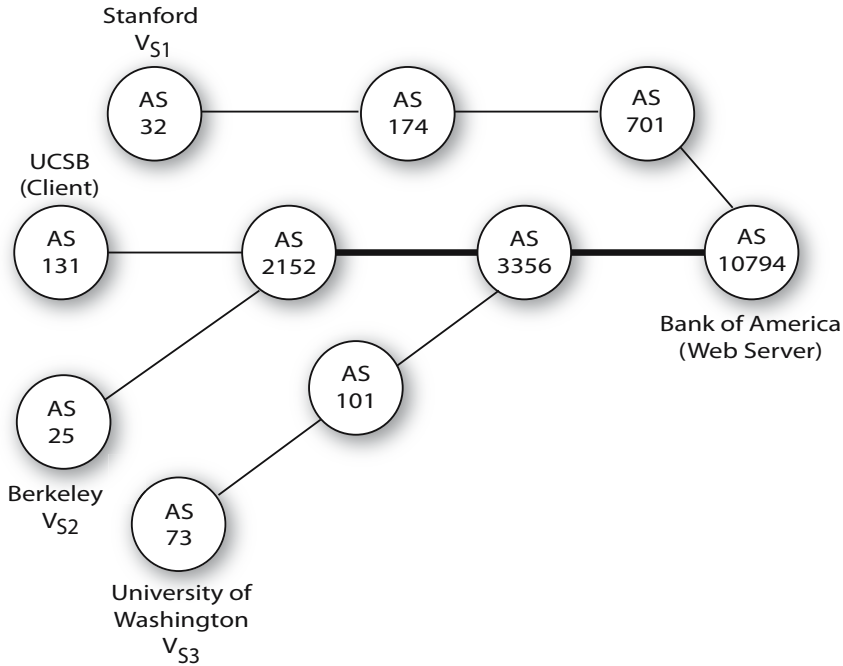 Stanford
VS1
AS
32
AS
174
AS
701
UCSB
(Client)
AS
131
AS
2152
AS
3356
AS
10794
Bank of America
(Web Server)
AS
101
AS
25
Berkeley
VS2
AS
73
University of
Washington
VS3